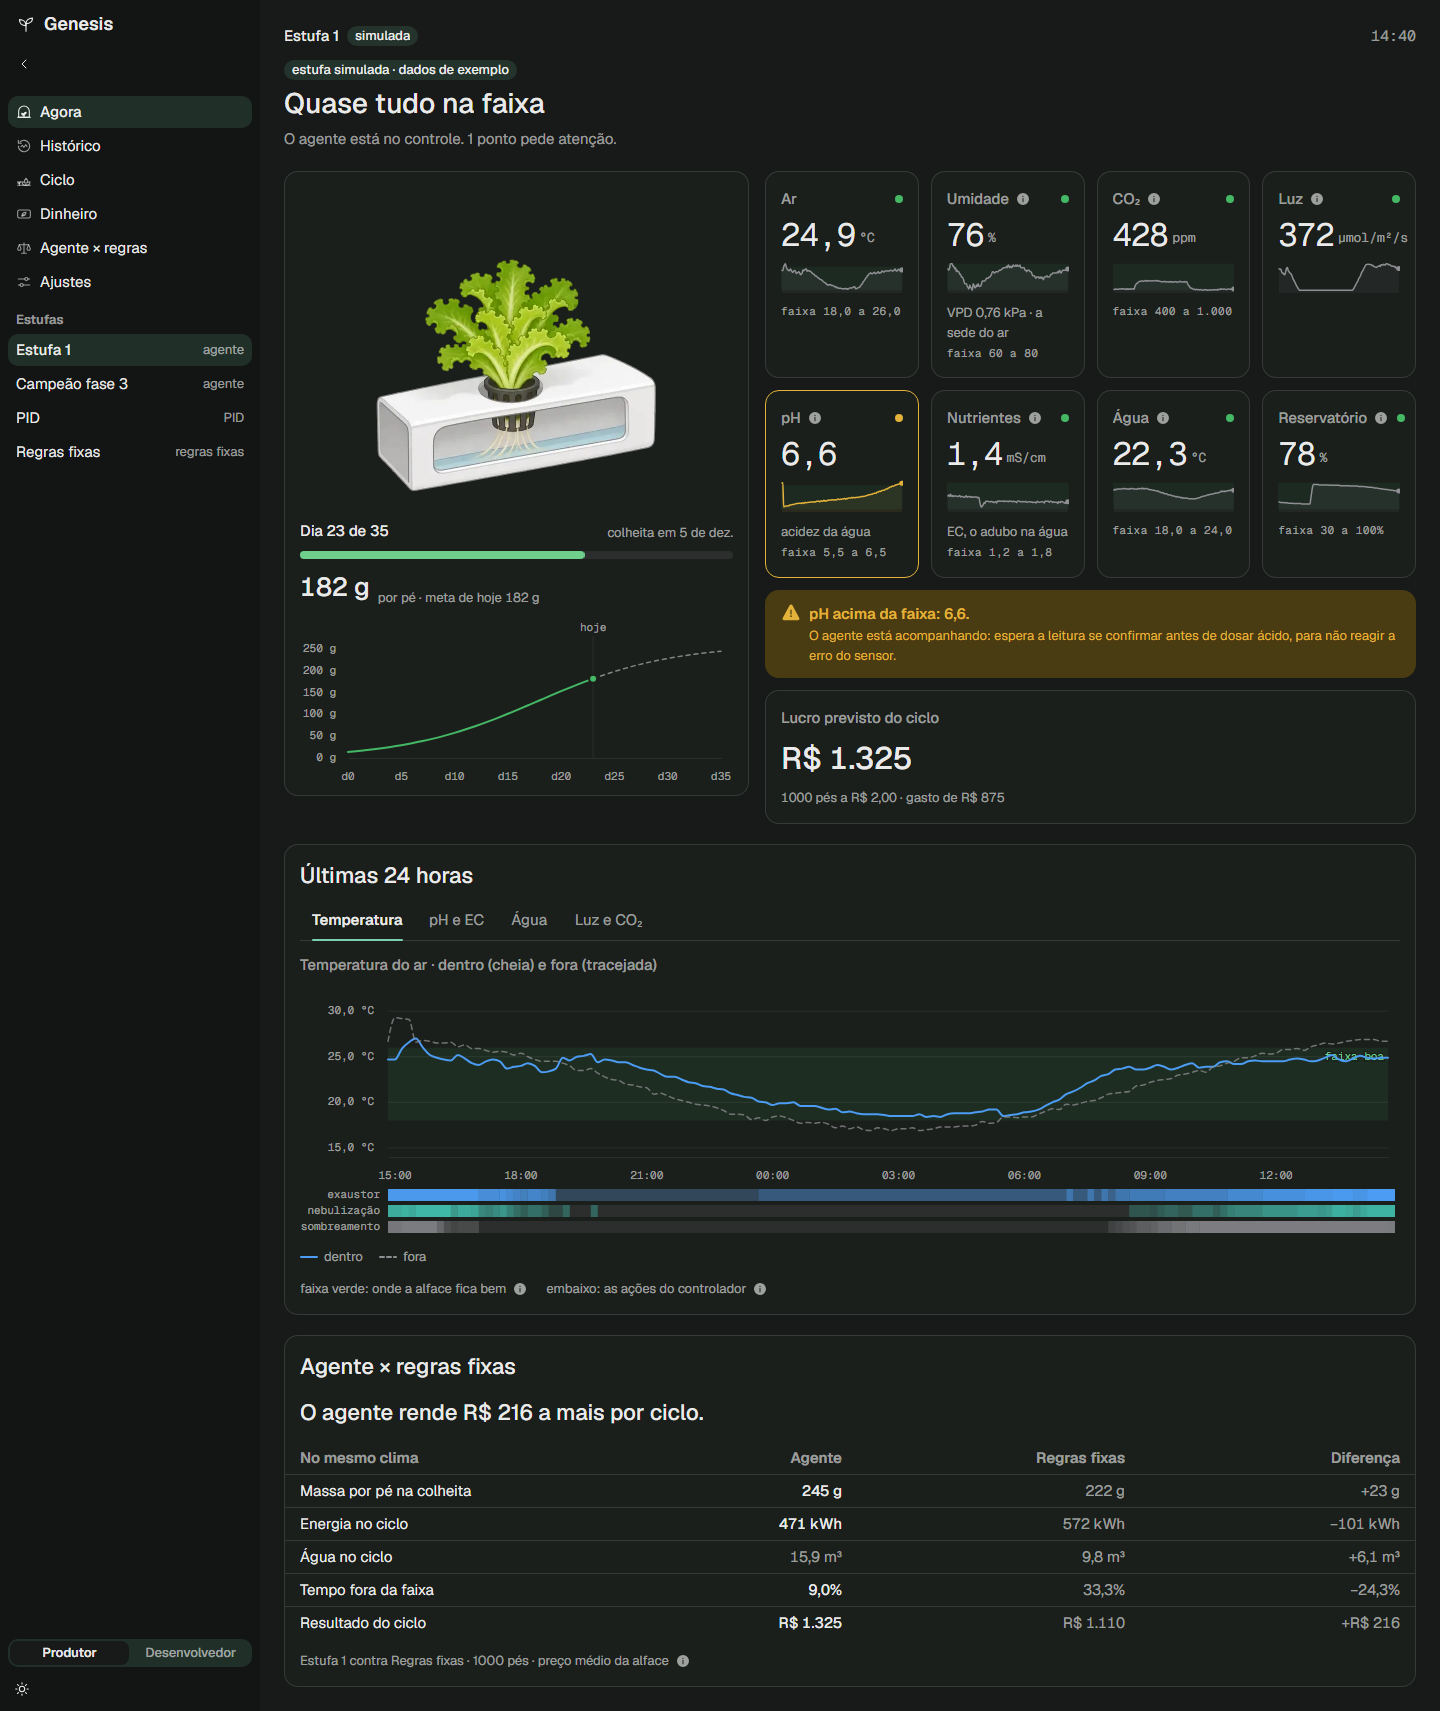 Genesis
Agora
Histórico
Ciclo
Dinheiro
Agente × regras
Ajustes
Estufas
Estufa 1 agente
Campeão fase 3 agente
PID PID
Regras fixas regras fixas
Produtor Desenvolvedor
Estufa 1 simulada 14:40
estufa simulada · dados de exemplo
Quase tudo na faixa
O agente está no controle. 1 ponto pede atenção.
Dia 23 de 35 colheita em 5 de dez.
182 g por pé · meta de hoje 182 g
hoje
250 g
200 g
150 g
100 g
50 g
0 g
d0 d5 d10 d15 d20 d25 d30 d35
Ar
24,9 °C
faixa 18,0 a 26,0
Umidade
76 %
VPD 0,76 kPa · a
sede do ar
faixa 60 a 80
CO₂
428 ppm
faixa 400 a 1.000
Luz
372 µmol/m²/s
pH
6,6
acidez da água
faixa 5,5 a 6,5
Nutrientes
1,4 mS/cm
EC, o adubo na água
faixa 1,2 a 1,8
Água
22,3 °C
faixa 18,0 a 24,0
Reservatório
78 %
faixa 30 a 100%
pH acima da faixa: 6,6.
O agente está acompanhando: espera a leitura se confirmar antes de dosar ácido, para não reagir a
erro do sensor.
Lucro previsto do ciclo
R$ 1.325
1000 pés a R$ 2,00 · gasto de R$ 875
Últimas 24 horas
Temperatura pH e EC Água Luz e CO₂
Temperatura do ar · dentro (cheia) e fora (tracejada)
30,0 °C
25,0 °C
20,0 °C
15,0 °C
faixa boa
15:00 18:00 21:00 00:00 03:00 06:00 09:00 12:00
exaustor
nebulização
sombreamento
dentro fora
faixa verde: onde a alface fica bem embaixo: as ações do controlador
Agente × regras fixas
O agente rende R$ 216 a mais por ciclo.
No mesmo clima Agente Regras fixas Diferença
Massa por pé na colheita 245 g 222 g +23 g
Energia no ciclo 471 kWh 572 kWh −101 kWh
Água no ciclo 15,9 m³ 9,8 m³ +6,1 m³
Tempo fora da faixa 9,0% 33,3% −24,3%
Resultado do ciclo R$ 1.325 R$ 1.110 +R$ 216
Estufa 1 contra Regras fixas · 1000 pés · preço médio da alface